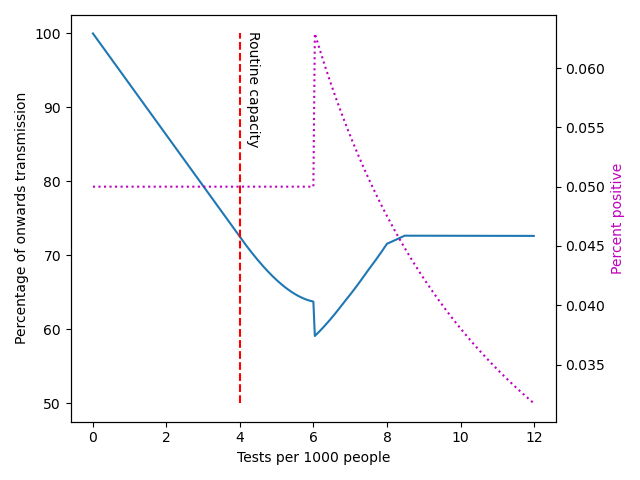 100
90
80
70
60
50
Percentage of onwards transmission
Routine capacity
0.060
0.055
0.050
0.045
0.040
0.035
Percent positive
0 2 4 6 8 10 12
Tests per 1000 people